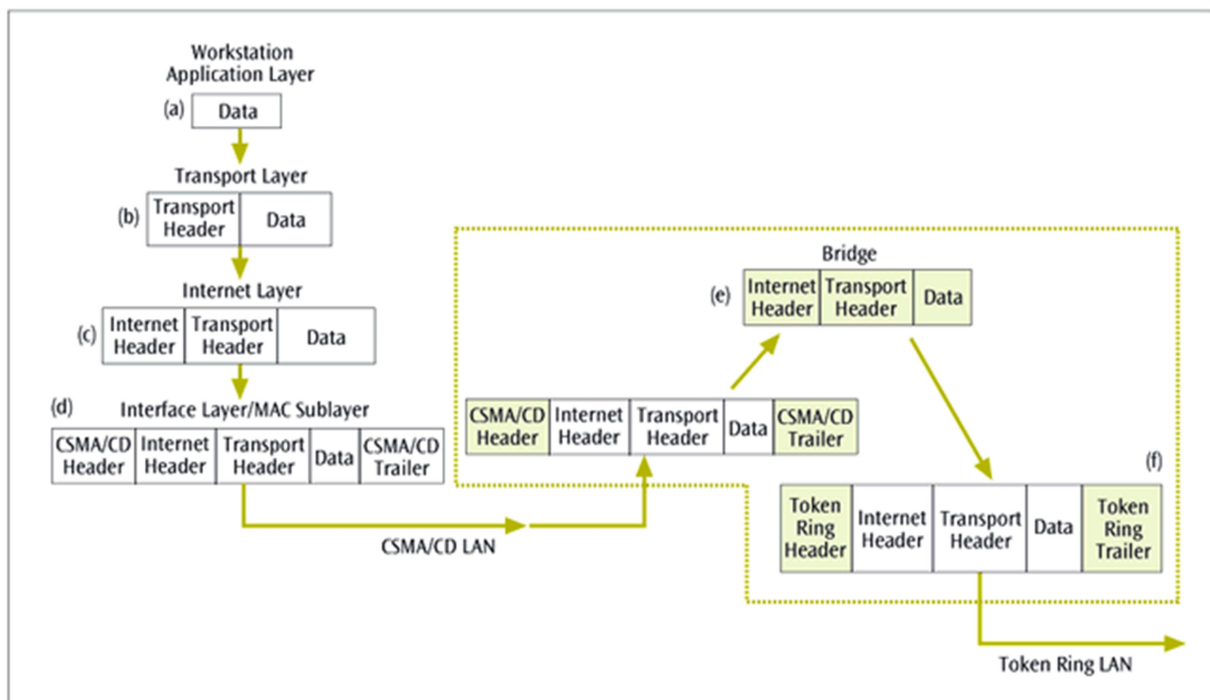 Workstation
Application Layer
(a) Data
Transport Layer
(b) Transport Header Data
Internet Layer
(c) Internet Header Transport Header Data
(d) Interface Layer/MAC Sublayer
CSMA/CD Header Internet Header Transport Header Data CSMA/CD Trailer
CSMA/CD LAN
Bridge
(e) Internet Header Transport Header Data
CSMA/CD Header Internet Header Transport Header Data CSMA/CD Trailer
(f)
Token Ring Header Internet Header Transport Header Data Token Ring Trailer
Token Ring LAN